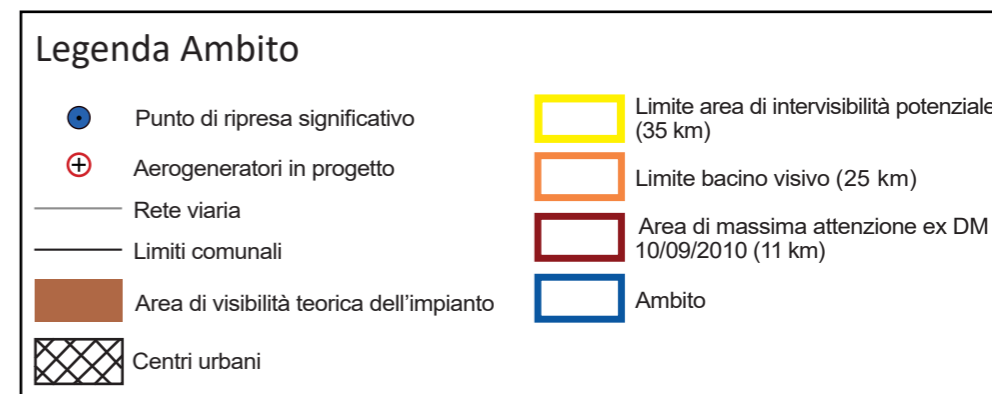 Legenda Ambito
Punto di ripresa significativo
Aerogeneratori in progetto
Rete viaria
Limiti comunali
Area di visibilità teorica dell'impianto
Centri urbani
Limite area di intervisibilità potenziale
(35 km)
Limite bacino visivo (25 km)
Area di massima attenzione ex DM
10/09/2010 (11 km)
Ambito